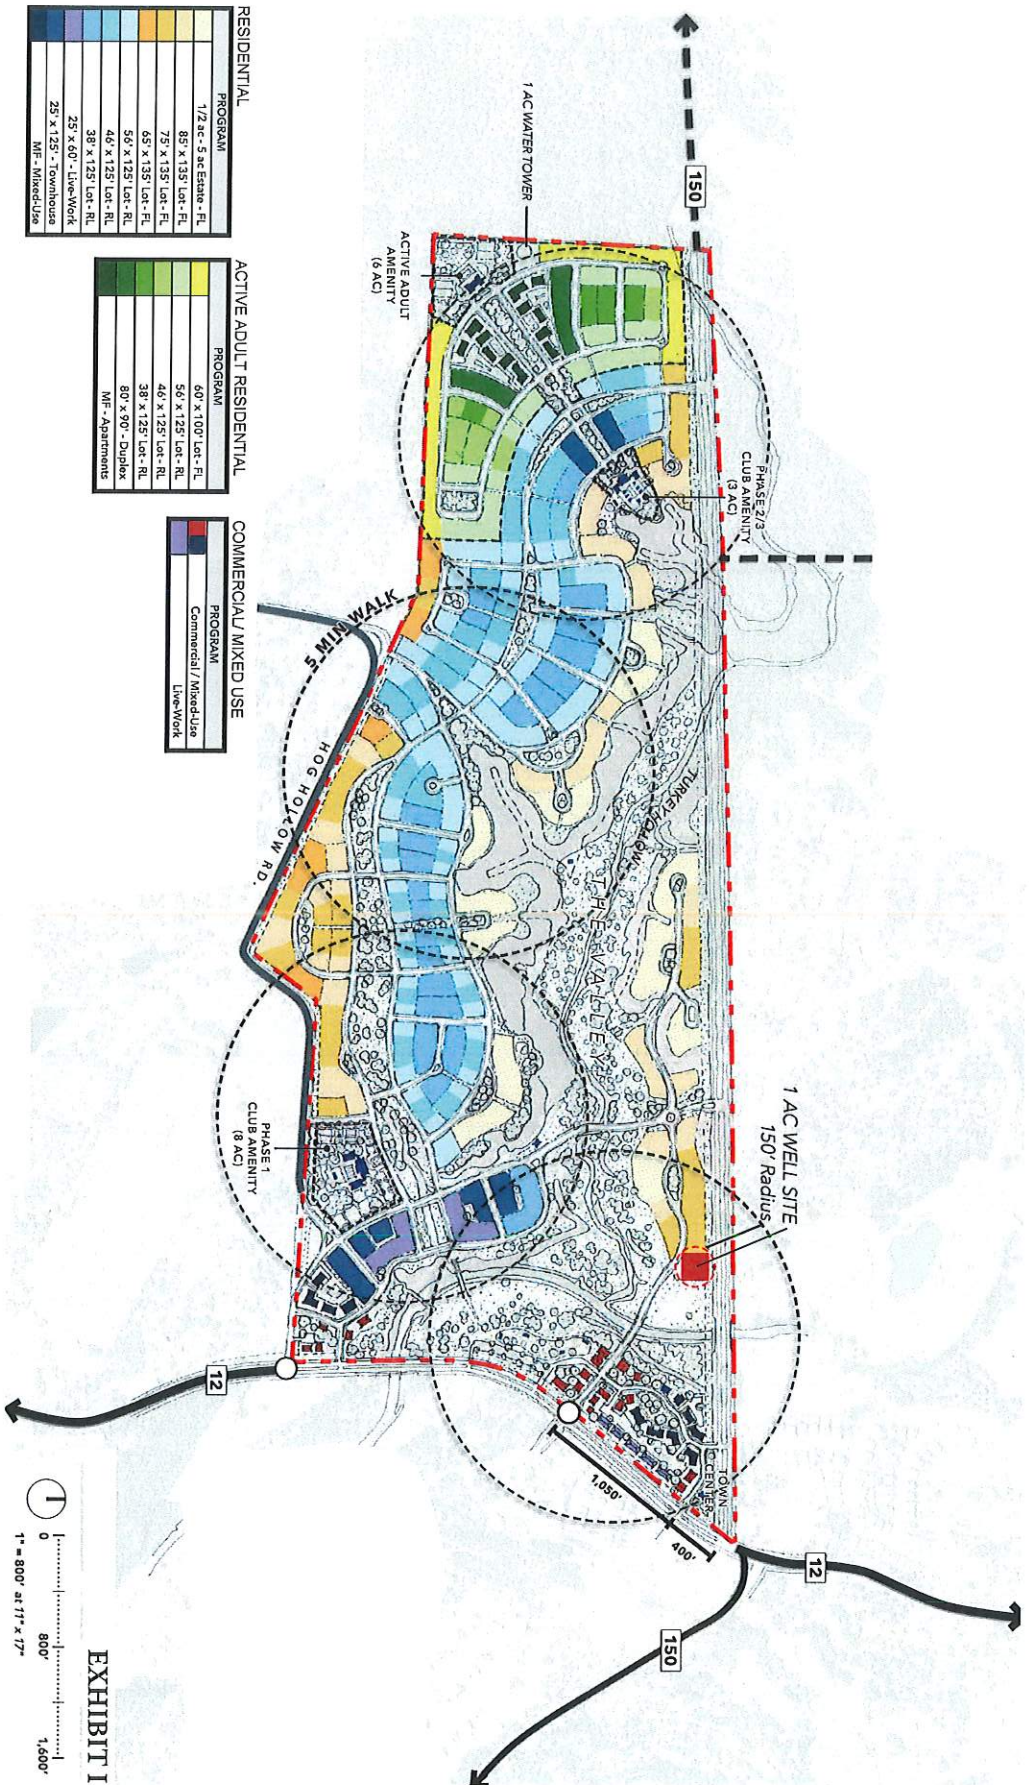 RESIDENTIAL
PROGRAM
1/2 ac - 5 ac Estate - FL
85' x 135' Lot - FL
75' x 135' Lot - FL
65' x 135' Lot - FL
56' x 125' Lot - RL
46' x 125' Lot - RL
38' x 125' Lot - RL
25' x 60' - Live-Work
25' x 125' - Townhouse
MF - Mixed-Use
ACTIVE ADULT RESIDENTIAL
PROGRAM
60' x 100' Lot - FL
56' x 125' Lot - RL
46' x 125' Lot - RL
38' x 125' Lot - RL
80' x 90' - Duplex
MF - Apartments
COMMERCIAL/ MIXED USE
PROGRAM
Commercial / Mixed-Use
Live-Work
150
1 AC WATER TOWER
ACTIVE ADULT
AMENITY
(6 AC)
PHASE 2/3
CLUB AMENITY
(3 AC)
5 MIN WALK
HOG HOLLOW RD.
TURKEY HOLLOW
THE VALLEY
1 AC WELL SITE
150' Radius
PHASE 1
CLUB AMENITY
(8 AC)
TOWN
CENTER
1,050'
400'
12
12
150
0 800' 1,600'
1" = 800' at 11" x 17"
EXHIBIT I